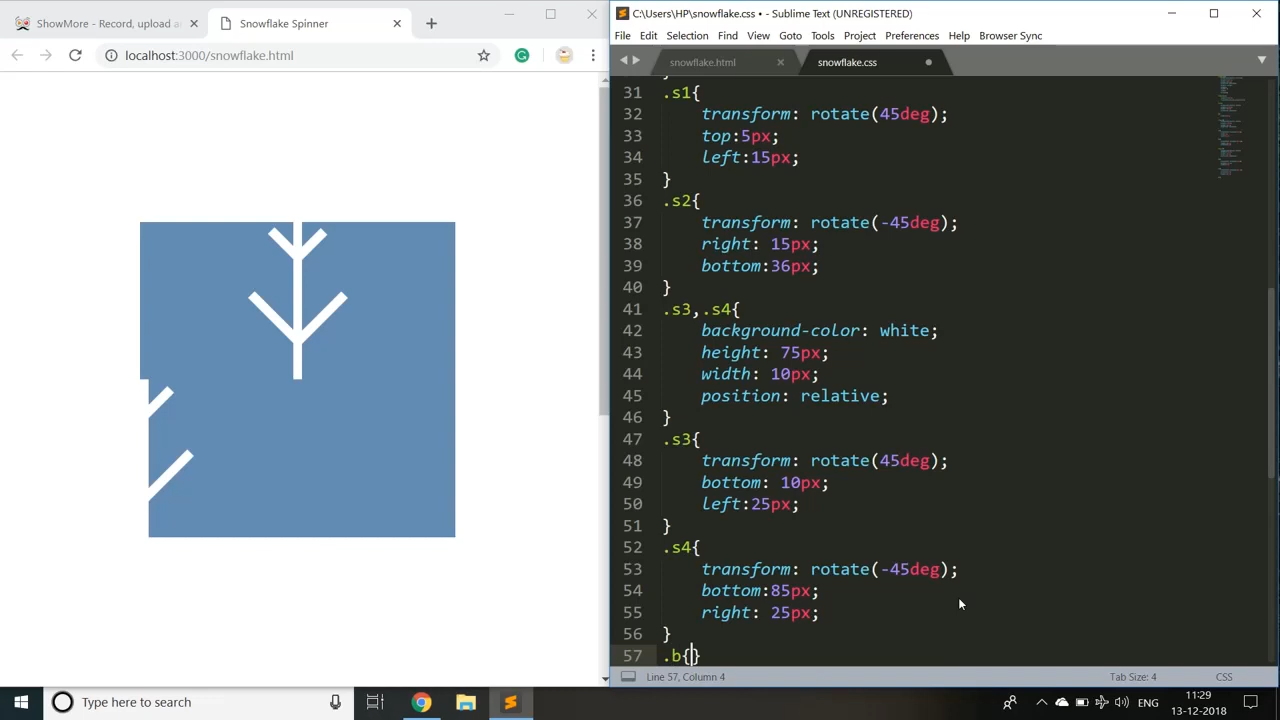 ShowMore - Record, upload a
Snowflake Spinner
localhost:3000/snowflake.html
C:\Users\HP\snowflake.css • - Sublime Text (UNREGISTERED)
File Edit Selection Find View Goto Tools Project Preferences Help Browser Sync
snowflake.html
snowflake.css
31 .s1{
32 transform: rotate(45deg);
33 top:5px;
34 left:15px;
35 }
36 .s2{
37 transform: rotate(-45deg);
38 right: 15px;
39 bottom:36px;
40 }
41 .s3,.s4{
42 background-color: white;
43 height: 75px;
44 width: 10px;
45 position: relative;
46 }
47 .s3{
48 transform: rotate(45deg);
49 bottom: 10px;
50 left:25px;
51 }
52 .s4{
53 transform: rotate(-45deg);
54 bottom:85px;
55 right: 25px;
56 }
57 .b{}
Line 57, Column 4
Tab Size: 4
CSS
Type here to search
ENG
11:29
13-12-2018